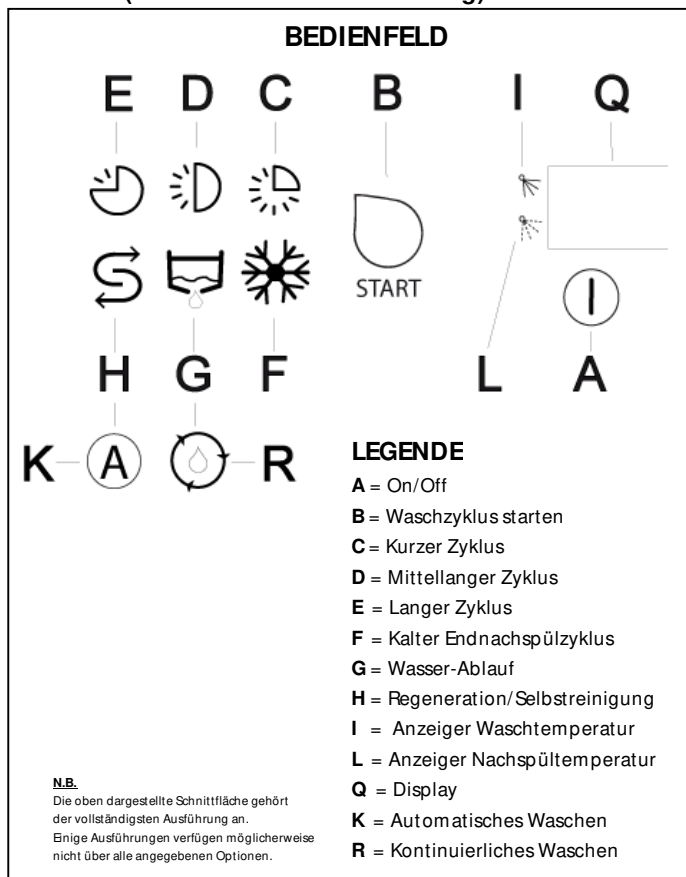 BEDIENFELD
E D C B I Q
START
H G F L A
K A R
LEGENDE
A = On/Off
B = Waschzyklus starten
C = Kurzer Zyklus
D = Mittellanger Zyklus
E = Langer Zyklus
F = Kalter Endnachspülzyklus
G = Wasser-Ablauf
H = Regeneration/Selbstreinigung
I = Anzeiger Waschtemperatur
L = Anzeiger Nachspültemperatur
Q = Display
K = Automatisches Waschen
R = Kontinuierliches Waschen
N.B.
Die oben dargestellte Schnittfläche gehört
der vollständigsten Ausführung an.
Einige Ausführungen verfügen möglicherweise
nicht über alle angegebenen Optionen.